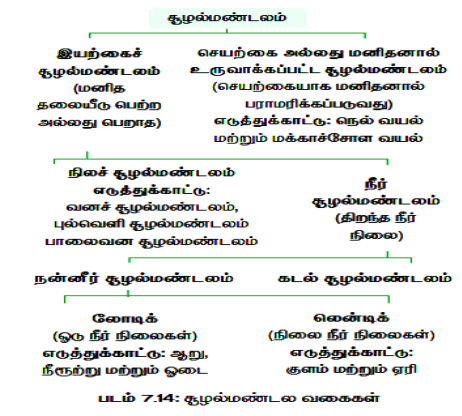 சூழல்மண்டலம்
இயற்கைச்
சூழல்மண்டலம்
(மனித
தலையீடு பெற்ற
அல்லது பெறாத)
செயற்கை அல்லது மனிதனால்
உருவாக்கப்பட்ட சூழல்மண்டலம்
(செயற்கையாக மனிதனால்
பராமரிக்கப்படுவது)
எடுத்துக்காட்டு: நெல் வயல்
மற்றும் மக்காச்சோள வயல்
நிலச் சூழல்மண்டலம்
எடுத்துக்காட்டு:
வனச் சூழல்மண்டலம்,
புல்வெளி சூழல்மண்டலம்
பாலைவன சூழல்மண்டலம்
நீர்
சூழல்மண்டலம்
(திறந்த நீர்
நிலை)
நன்னீர் சூழல்மண்டலம்
கடல் சூழல்மண்டலம்
லோடிக்
(ஓடு நீர் நிலைகள்)
எடுத்துக்காட்டு: ஆறு,
நீரூற்று மற்றும் ஓடை
லென்டிக்
(நிலை நீர் நிலைகள்)
எடுத்துக்காட்டு:
குளம் மற்றும் ஏரி
படம் 7.14: சூழல்மண்டல வகைகள்